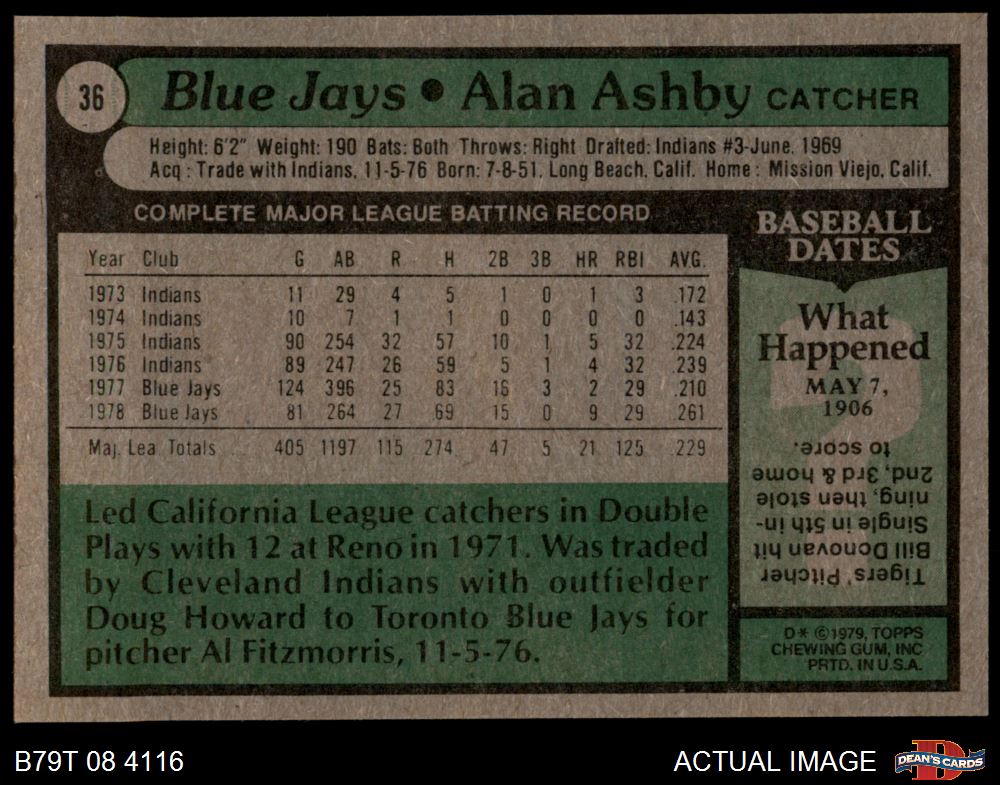 36
Blue Jays • Alan Ashby CATCHER
Height: 6'2" Weight: 190 Bats: Both Throws: Right Drafted: Indians #3-June, 1969
Acq : Trade with Indians, 11-5-76 Born: 7-8-51, Long Beach, Calif. Home : Mission Viejo, Calif.
COMPLETE MAJOR LEAGUE BATTING RECORD
Year Club G AB R H 2B 3B HR RBI AVG.
1973 Indians 11 29 4 5 1 0 1 3 .172
1974 Indians 10 7 1 1 0 0 0 0 .143
1975 Indians 90 254 32 57 10 1 5 32 .224
1976 Indians 89 247 26 59 5 1 4 32 .239
1977 Blue Jays 124 396 25 83 16 3 2 29 .210
1978 Blue Jays 81 264 27 69 15 0 9 29 .261
Maj. Lea Totals 405 1197 115 274 47 5 21 125 .229
Led California League catchers in Double
Plays with 12 at Reno in 1971. Was traded
by Cleveland Indians with outfielder
Doug Howard to Toronto Blue Jays for
pitcher Al Fitzmorris, 11-5-76.
BASEBALL
DATES
What
Happened
MAY 7,
1906
?
Tigers' Pitcher
Bill Donovan hit
Single in 5th in-
ning, then stole
2nd, 3rd & home
to score.
D* ©1979, TOPPS
CHEWING GUM, INC
PRTD. IN U.S.A.
B79T 08 4116
ACTUAL IMAGE
D
DEAN'S CARDS